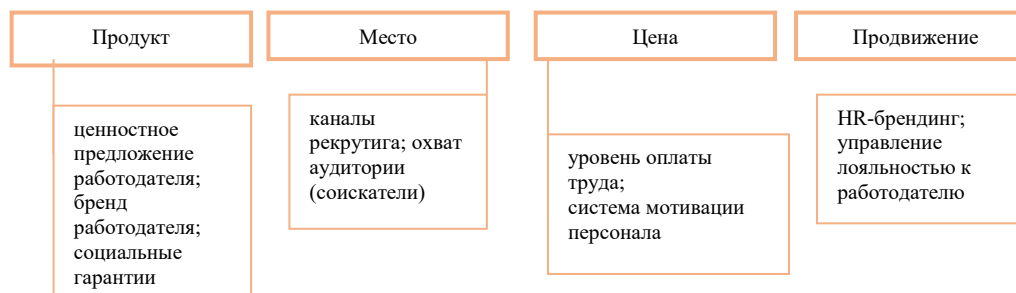 Продукт
ценностное
предложение
работодателя;
бренд
работодателя;
социальные
гарантии
Место
каналы
рекрутига; охват
аудитории
(соискатели)
Цена
уровень оплаты
труда;
система мотивации
персонала
Продвижение
HR-брендинг;
управление
лояльностью к
работодателю